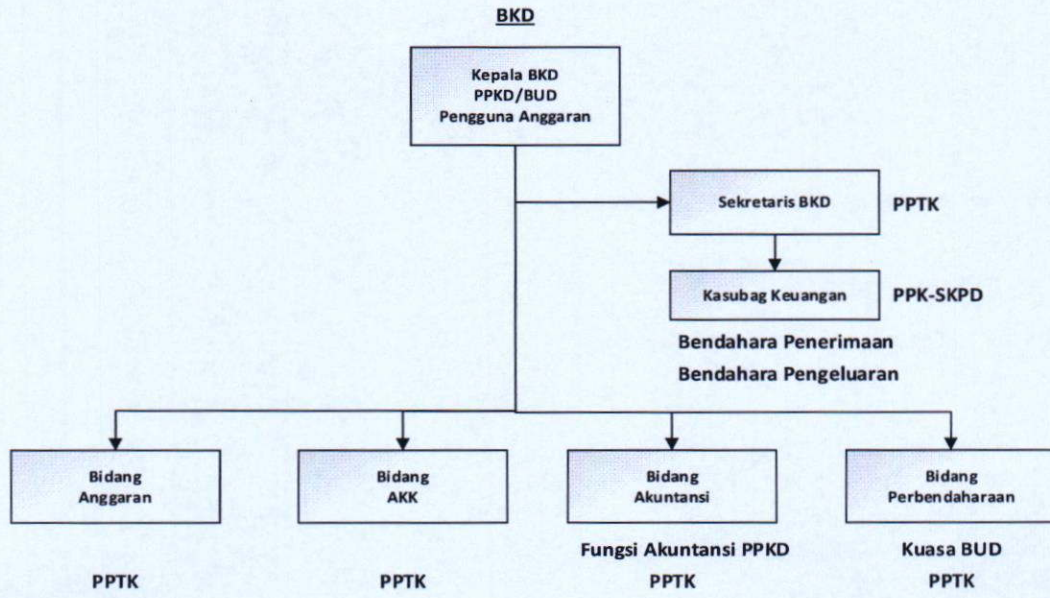 BKD
Kepala BKD
PPKD/BUD
Pengguna Anggaran
Sekretaris BKD
PPTK
Kasubag Keuangan
PPK-SKPD
Bendahara Penerimaan
Bendahara Pengeluaran
Bidang
Anggaran
PPTK
Bidang
AKK
PPTK
Bidang
Akuntansi
Fungsi Akuntansi PPKD
PPTK
Bidang
Perbendaharaan
Kuasa BUD
PPTK